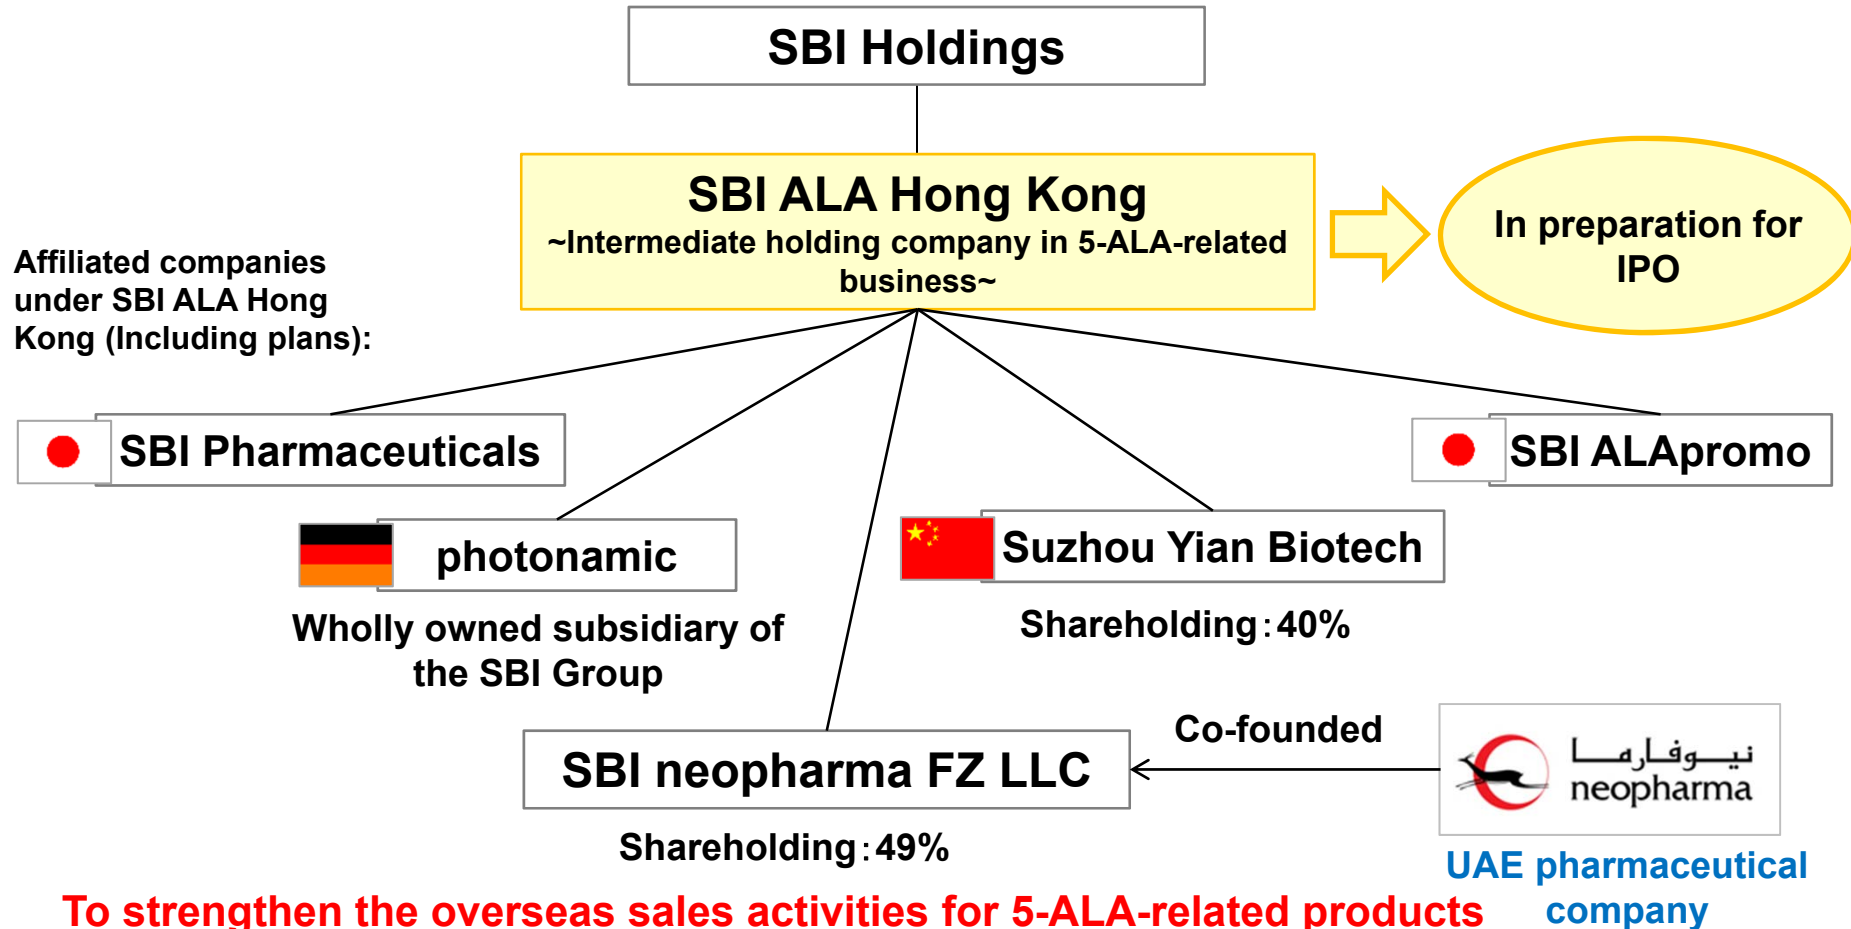 SBI Holdings
SBI ALA Hong Kong
~Intermediate holding company in 5-ALA-related
business~
In preparation for
IPO
Affiliated companies
under SBI ALA Hong
Kong (Including plans):
SBI Pharmaceuticals
SBI ALApromo
photonamic
Suzhou Yian Biotech
Wholly owned subsidiary of
the SBI Group
Shareholding:40%
SBI neopharma FZ LLC
Co-founded
نيوفارما
neopharma
Shareholding:49%
UAE pharmaceutical
company
To strengthen the overseas sales activities for 5-ALA-related products